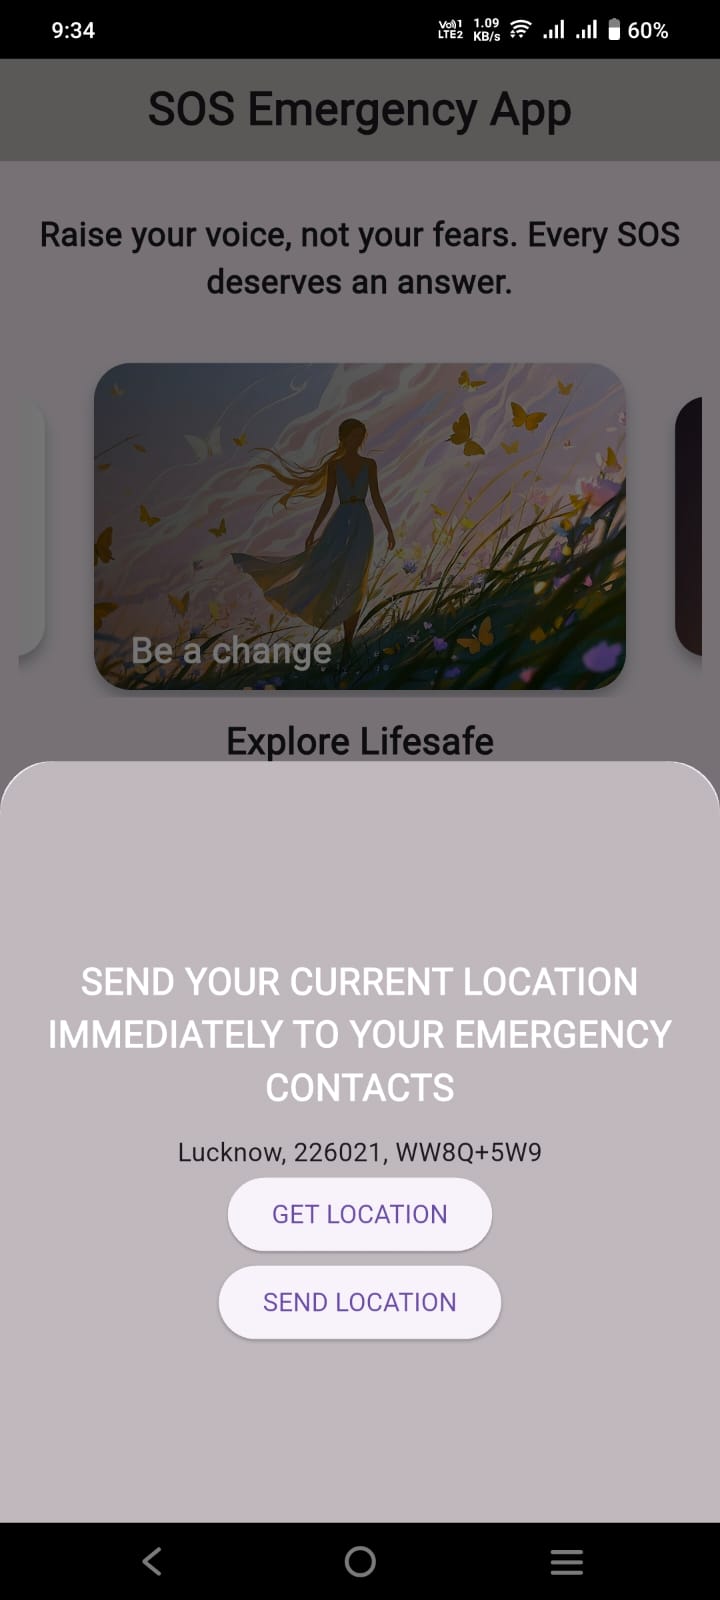 9:34
Vo)) 1
LTE2
1.09
KB/s
60%
SOS Emergency App
Raise your voice, not your fears. Every SOS
deserves an answer.
Be a change
Explore Lifesafe
SEND YOUR CURRENT LOCATION
IMMEDIATELY TO YOUR EMERGENCY
CONTACTS
Lucknow, 226021, WW8Q+5W9
GET LOCATION
SEND LOCATION